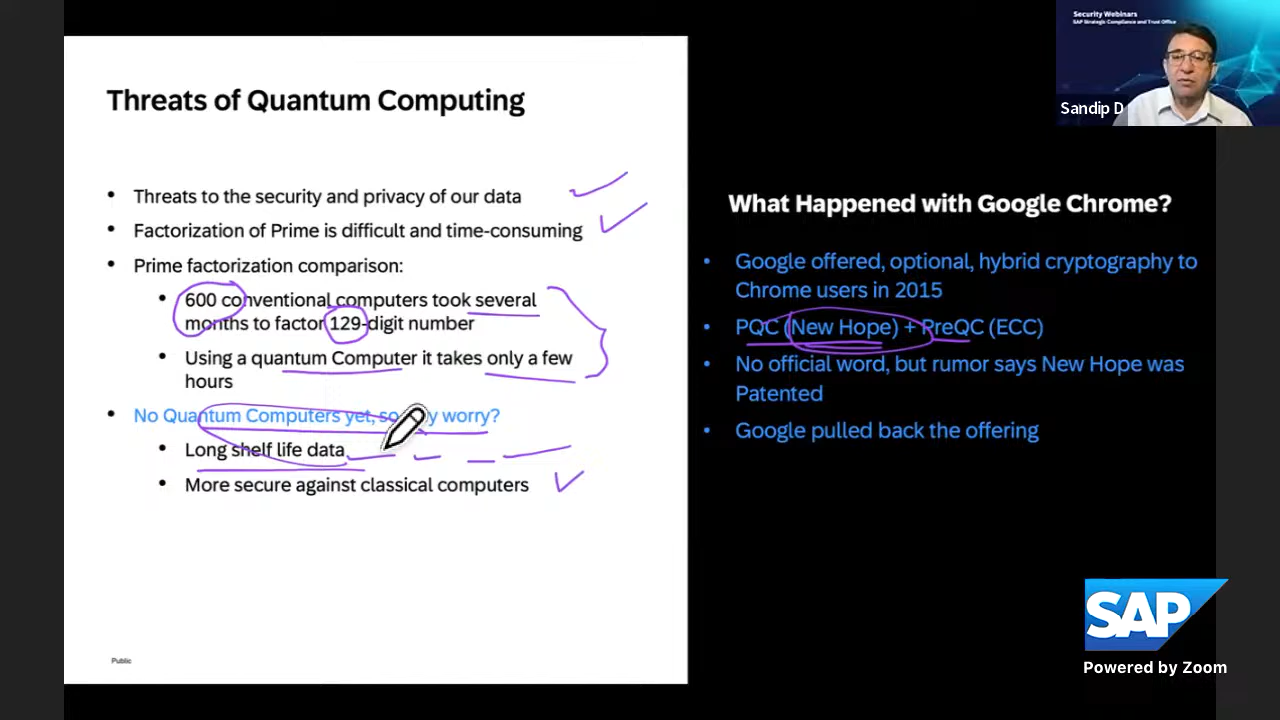 Security Webinars
SAP Strategic Compliance and Trust Office
Sandip D
Threats of Quantum Computing
• Threats to the security and privacy of our data
• Factorization of Prime is difficult and time-consuming
• Prime factorization comparison:
• 600 conventional computers took several
months to factor 129-digit number
• Using a quantum Computer it takes only a few
hours
• No Quantum Computers yet, so worry?
• Long shelf life data
• More secure against classical computers
Public
What Happened with Google Chrome?
• Google offered, optional, hybrid cryptography to
Chrome users in 2015
• PQC (New Hope) + PreQC (ECC)
• No official word, but rumor says New Hope was
Patented
• Google pulled back the offering
SAP
Powered by Zoom